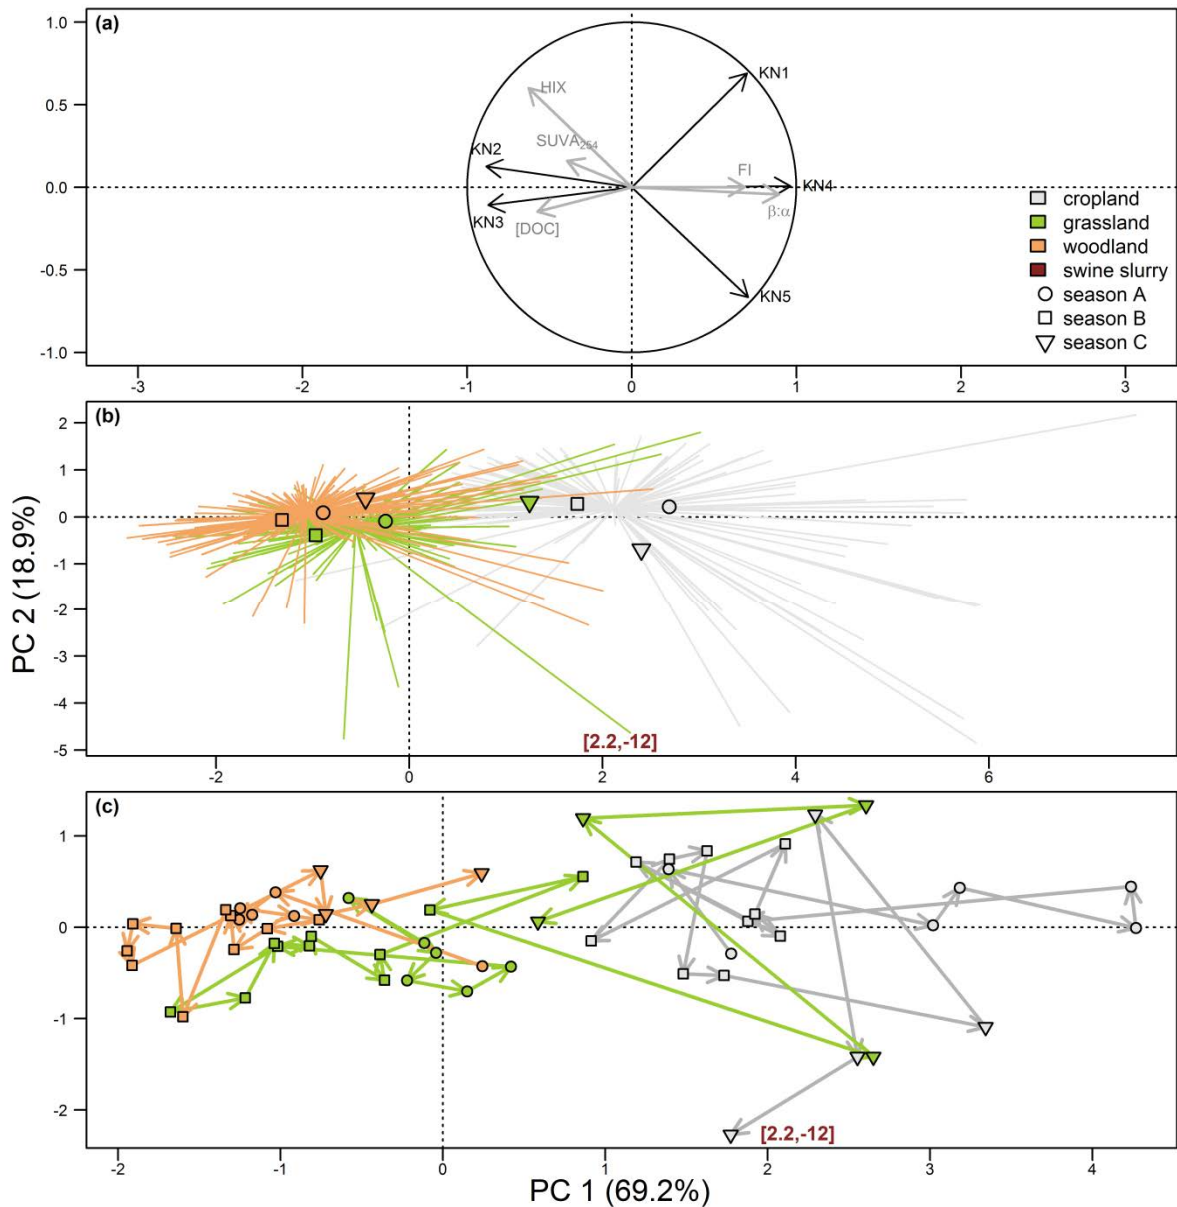 (a)
1.0
0.5
0.0
-0.5
-1.0
HIX
SUVA254
KN1
KN2
KN3
[DOC]
FI
KN4
β:α
KN5
cropland
grassland
woodland
swine slurry
season A
season B
season C
-3 -2 -1 0 1 2 3
(b)
2
1
0
-1
-2
-3
-4
-5
[2.2,-12]
-2 0 2 4 6
PC 2 (18.9%)
(c)
1
0
-1
-2
[2.2,-12]
-2 -1 0 1 2 3 4
PC 1 (69.2%)